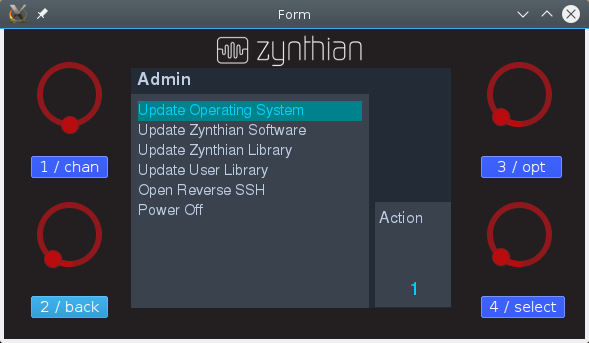 Form
zynthian
Admin
Update Operating System
Update Zynthian Software
Update Zynthian Library
Update User Library
Open Reverse SSH
Power Off
Action
1
1 / chan
2 / back
3 / opt
4 / select